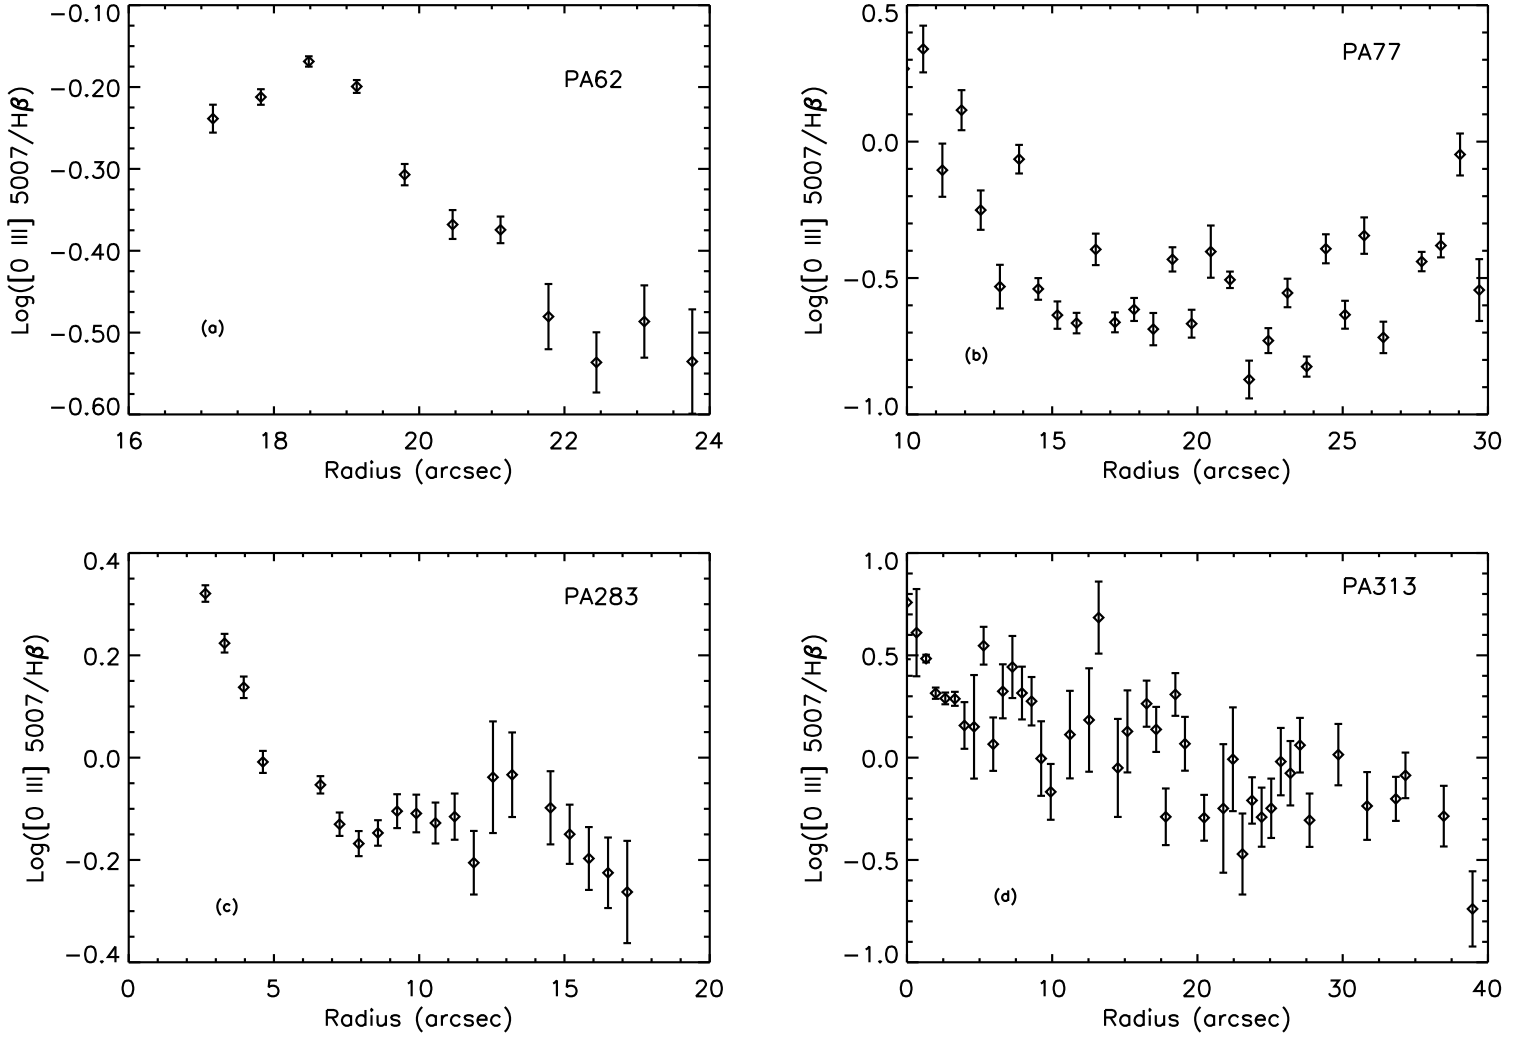 −0.10
−0.20
−0.30
−0.40
−0.50
−0.60
Log([O III] 5007/Hβ)
PA62
(a)
16 18 20 22 24
Radius (arcsec)
0.5
0.0
−0.5
−1.0
Log([O III] 5007/Hβ)
PA77
(b)
10 15 20 25 30
Radius (arcsec)
0.4
0.2
0.0
−0.2
−0.4
Log([O III] 5007/Hβ)
PA283
(c)
0 5 10 15 20
Radius (arcsec)
1.0
0.5
0.0
−0.5
−1.0
Log([O III] 5007/Hβ)
PA313
(d)
0 10 20 30 40
Radius (arcsec)